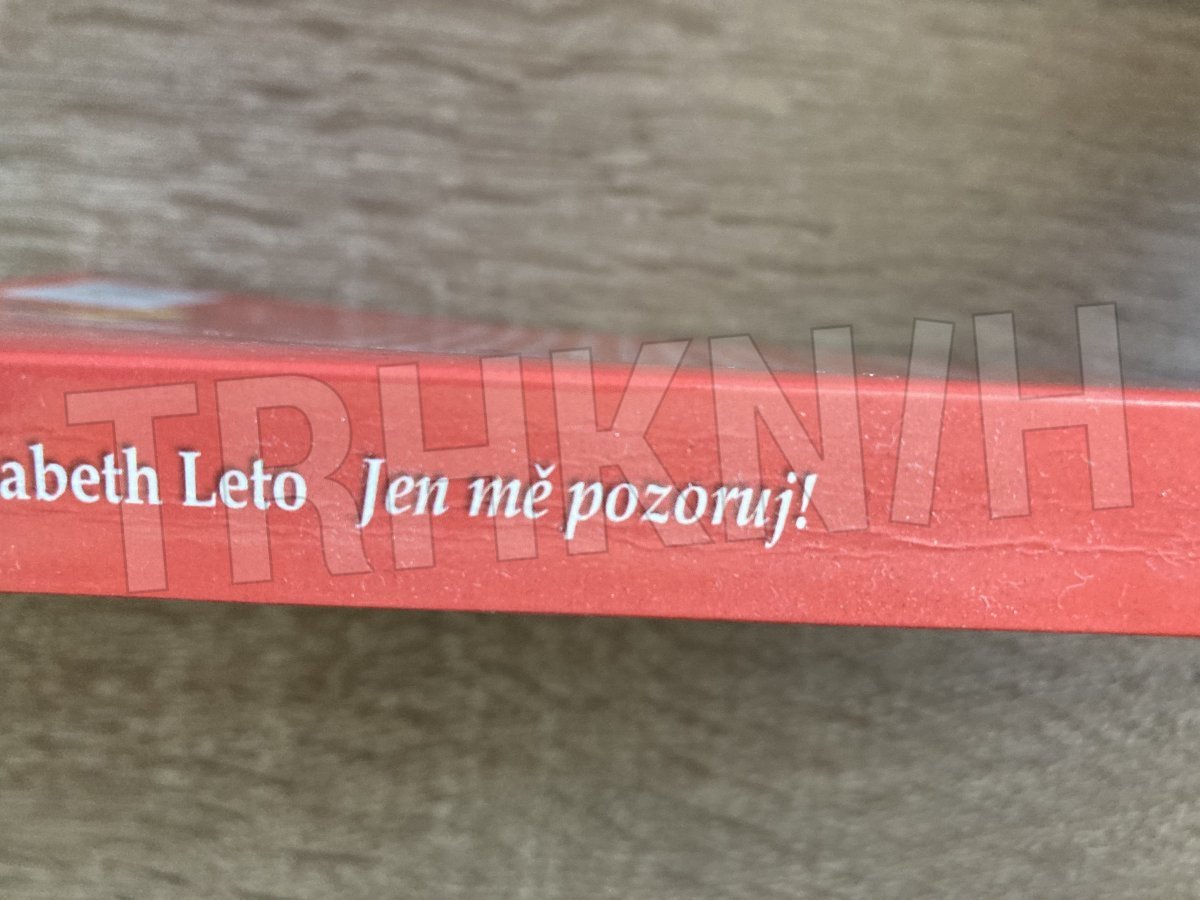 abeth Leto Jen mě pozoruj!
TRHKNIH